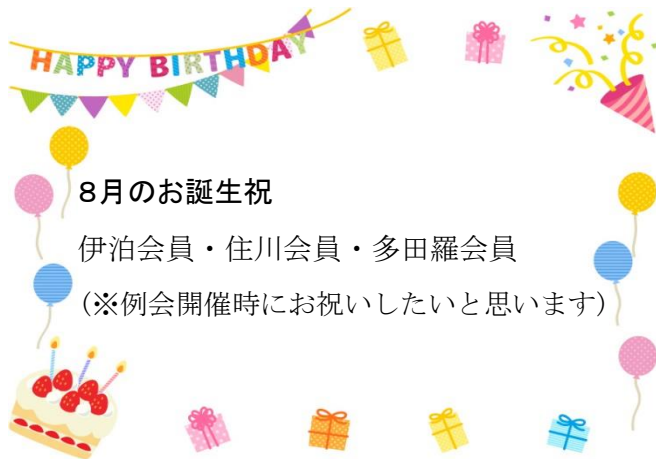 HAPPY BIRTHDAY
８月のお誕生祝
伊泊会員・住川会員・多田羅会員
（※例会開催時にお祝いしたいと思います）